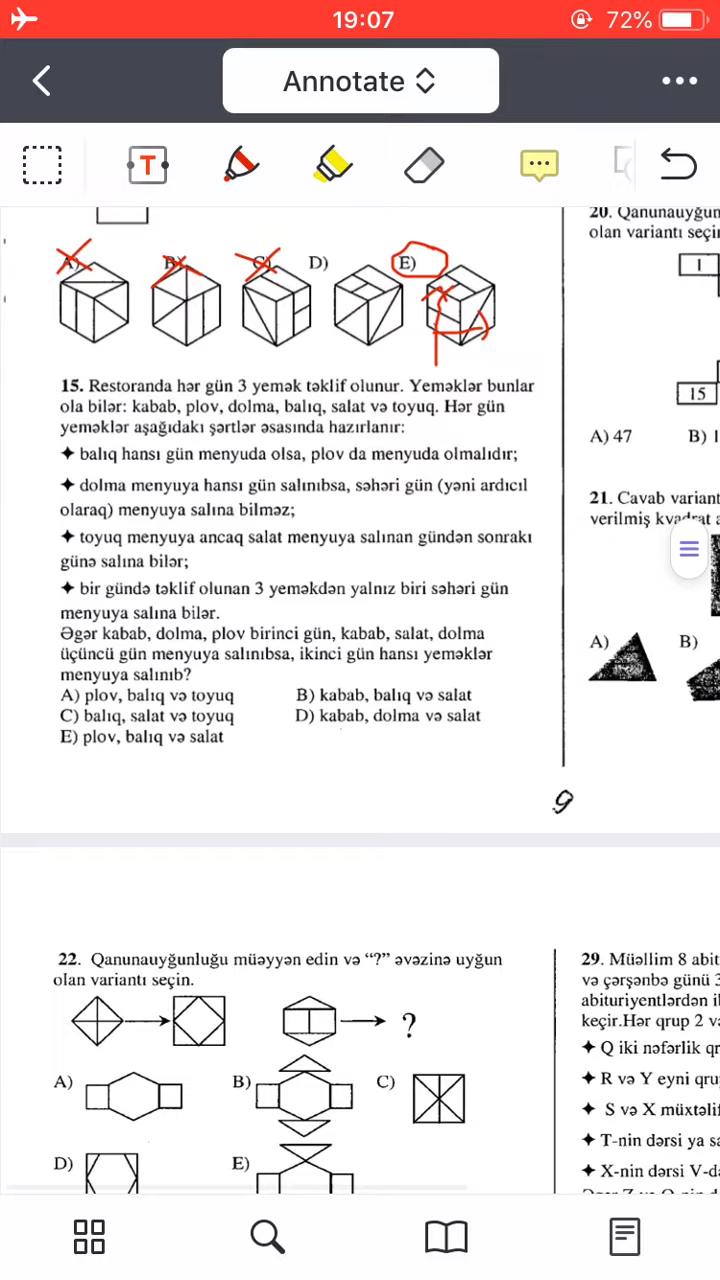 19:07
72%
Annotate
T
20. Qanunauyğun
olan variantı seçin
A)
B)
C)
D)
E)
1
15. Restoranda hər gün 3 yemək təklif olunur. Yeməklər bunlar
ola bilər: kabab, plov, dolma, balıq, salat və toyuq. Hər gün
yeməklər aşağıdakı şərtlər əsasında hazırlanır:
✦ balıq hansı gün menyuda olsa, plov da menyuda olmalıdır;
✦ dolma menyuya hansı gün salınıbsa, səhəri gün (yəni ardıcıl
olaraq) menyuya salına bilməz;
✦ toyuq menyuya ancaq salat menyuya salınan gündən sonrakı
günə salına bilər;
✦ bir gündə təklif olunan 3 yeməkdən yalnız biri səhəri gün
menyuya salına bilər.
Əgər kabab, dolma, plov birinci gün, kabab, salat, dolma
üçüncü gün menyuya salınıbsa, ikinci gün hansı yeməklər
menyuya salınıb?
A) plov, balıq və toyuq B) kabab, balıq və salat
C) balıq, salat və toyuq D) kabab, dolma və salat
E) plov, balıq və salat
15
A) 47 B) 1
21. Cavab variant
verilmiş kvadrat a
A) B)
9
22. Qanunauyğunluğu müəyyən edin və “?” əvəzinə uyğun
olan variantı seçin.
?
A) B) C)
D) E)
29. Müəllim 8 abit
və çərşənbə günü 3
abituriyentlərdən i
keçir.Hər qrup 2 və
✦ Q iki nəfərlik qr
✦ R və Y eyni qru
✦ S və X müxtəlif
✦ T-nin dərsi ya sə
✦ X-nin dərsi V-də